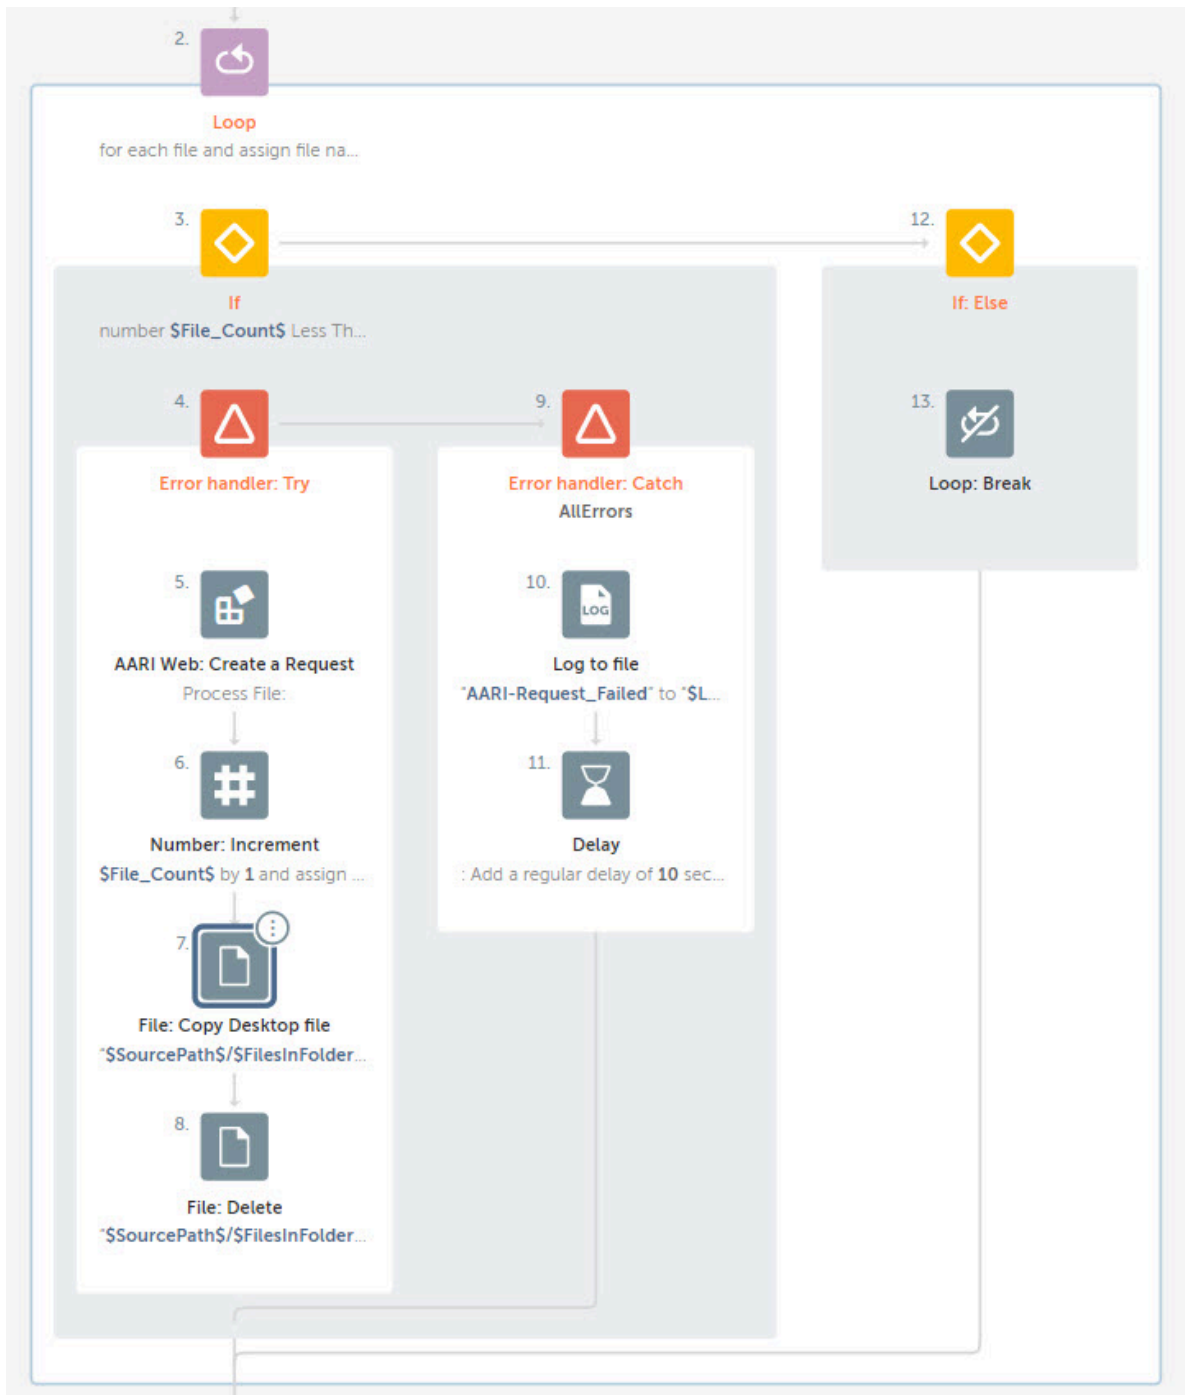 2.
Loop
for each file and assign file na...
3.
If
number $File_Count$ Less Th...
12.
If: Else
4.
Error handler: Try
9.
Error handler: Catch
AllErrors
13.
Loop: Break
5.
AARI Web: Create a Request
Process File:
10.
LOG
Log to file
"AARI-Request_Failed" to "$L...
6.
Number: Increment
$File_Count$ by 1 and assign ...
11.
Delay
: Add a regular delay of 10 sec...
7.
File: Copy Desktop file
"$SourcePath$/$FilesInFolder...
8.
File: Delete
"$SourcePath$/$FilesInFolder...